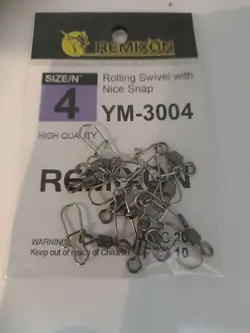 REMIXON
SIZE/N°
4
Rolling Swivel with
Nice Snap
YM-3004
HIGH QUALITY
REMIXON
WARNING
Keep out of reach of Children
10